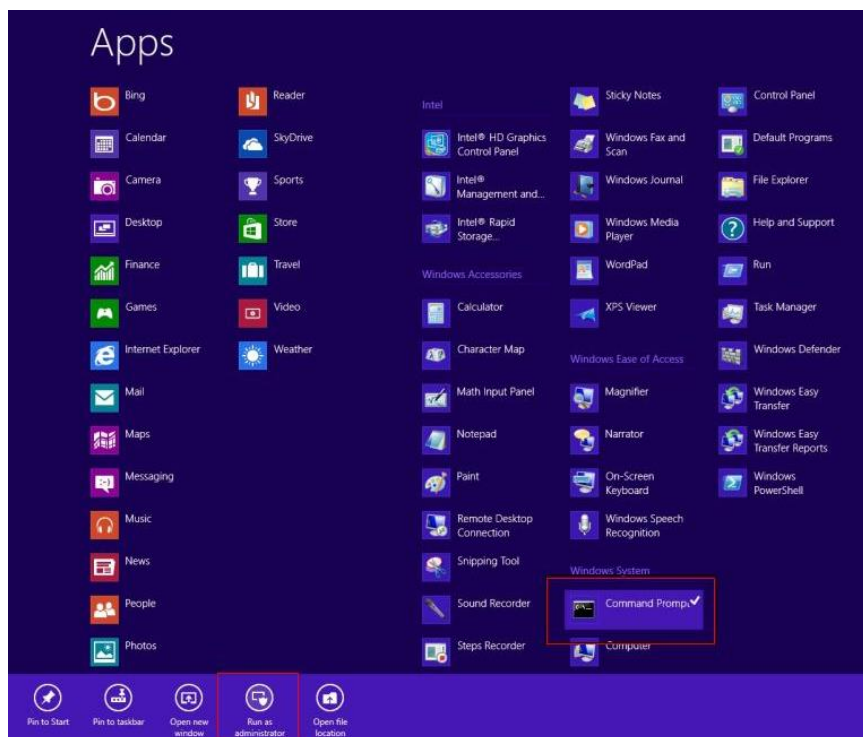 Apps
Bing
Calendar
Camera
Desktop
Finance
Games
Internet Explorer
Mail
Maps
Messaging
Music
News
People
Photos
Reader
SkyDrive
Sports
Store
Travel
Video
Weather
Intel
Intel® HD Graphics
Control Panel
Intel®
Management and...
Intel® Rapid
Storage...
Windows Accessories
Calculator
Character Map
Math Input Panel
Notepad
Paint
Remote Desktop
Connection
Snipping Tool
Sound Recorder
Steps Recorder
Sticky Notes
Windows Fax and
Scan
Windows Journal
Windows Media
Player
WordPad
XPS Viewer
Windows Ease of Access
Magnifier
Narrator
On-Screen
Keyboard
Windows Speech
Recognition
Windows System
Command Prompt
Computer
Control Panel
Default Programs
File Explorer
Help and Support
Run
Task Manager
Windows Defender
Windows Easy
Transfer
Windows Easy
Transfer Reports
Windows
PowerShell
Pin to Start
Pin to taskbar
Open new
window
Run as
administrator
Open file
location